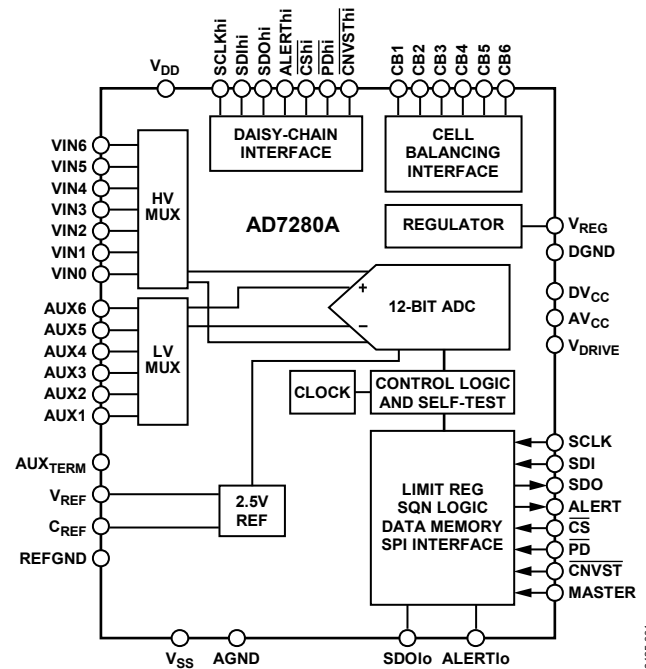 SCLKhi
SDIhi
SDOhi
ALERThi
CShi
PDhi
CNVSThi
CB1
CB2
CB3
CB4
CB5
CB6
VDD
DAISY-CHAIN
INTERFACE
CELL
BALANCING
INTERFACE
VIN6
VIN5
VIN4
VIN3
VIN2
VIN1
VIN0
HV
MUX
AD7280A
REGULATOR
VREG
DGND
DVCC
AVCC
VDRIVE
+
–
12-BIT ADC
AUX6
AUX5
AUX4
AUX3
AUX2
AUX1
LV
MUX
CLOCK
CONTROL LOGIC
AND SELF-TEST
AUXTERM
VREF
CREF
REFGND
2.5V
REF
LIMIT REG
SQN LOGIC
DATA MEMORY
SPI INTERFACE
SCLK
SDI
SDO
ALERT
CS
PD
CNVST
MASTER
VSS
AGND
SDOlo
ALERTlo